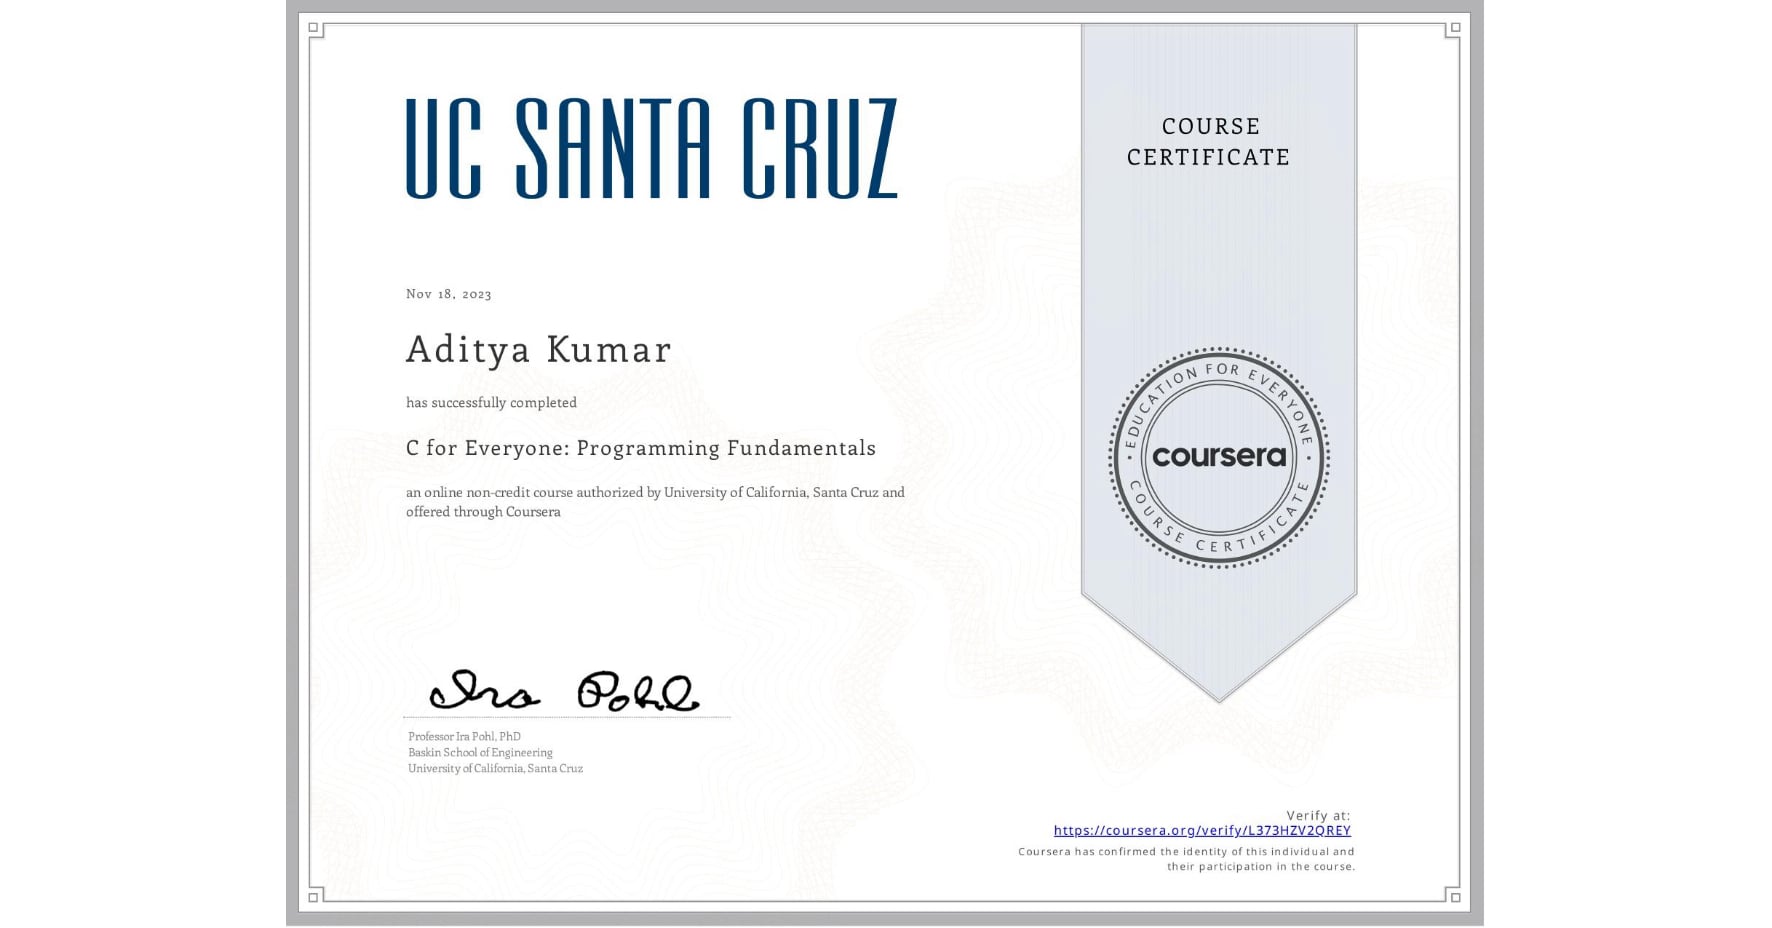 UC SANTA CRUZ
COURSE
CERTIFICATE
Nov 18, 2023
Aditya Kumar
has successfully completed
C for Everyone: Programming Fundamentals
an online non-credit course authorized by University of California, Santa Cruz and
offered through Coursera
EDUCATION FOR EVERYONE
coursera
COURSE CERTIFICATE
Ira Pohl
Professor Ira Pohl, PhD
Baskin School of Engineering
University of California, Santa Cruz
Verify at:
https://coursera.org/verify/L373HZV2QREY
Coursera has confirmed the identity of this individual and
their participation in the course.